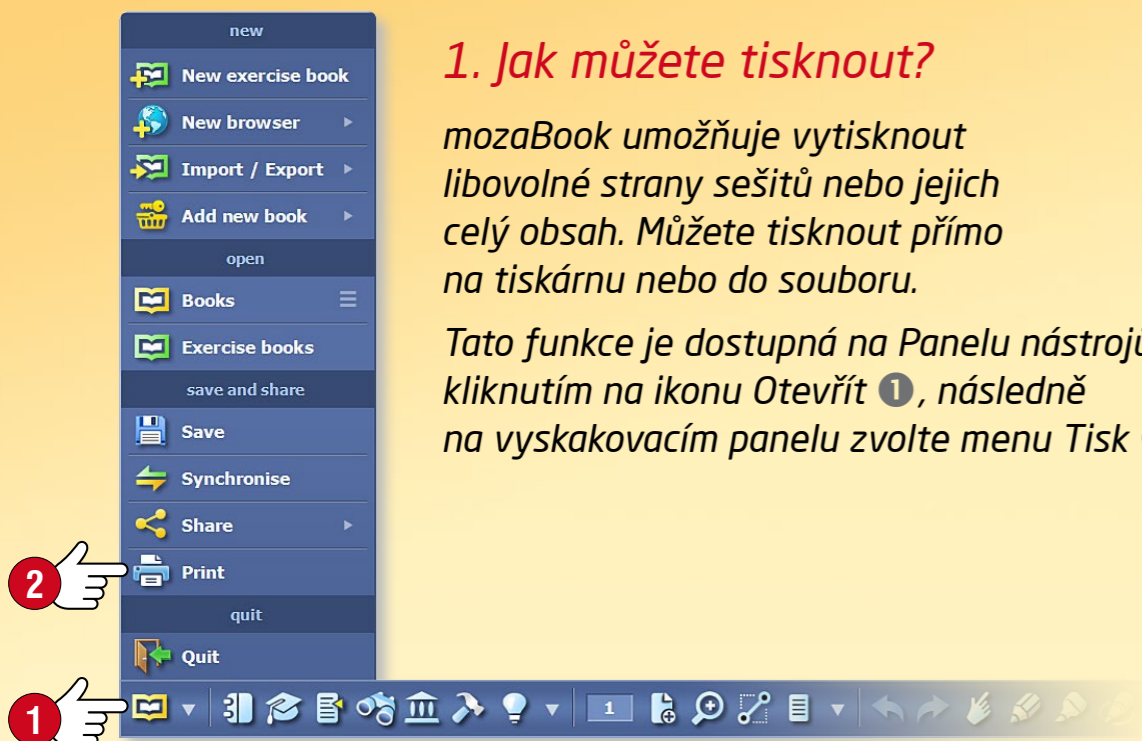 new
New exercise book
New browser
Import / Export
Add new book
open
Books
Exercise books
save and share
Save
Synchronise
Share
2
Print
quit
Quit
1
1
1. Jak můžete tisknout?
mozaBook umožňuje vytisknout
libovolné strany sešitů nebo jejich
celý obsah. Můžete tisknout přímo
na tiskárnu nebo do souboru.
Tato funkce je dostupná na Panelu nástrojů
kliknutím na ikonu Otevřít 1, následně
na vyskakovacím panelu zvolte menu Tisk